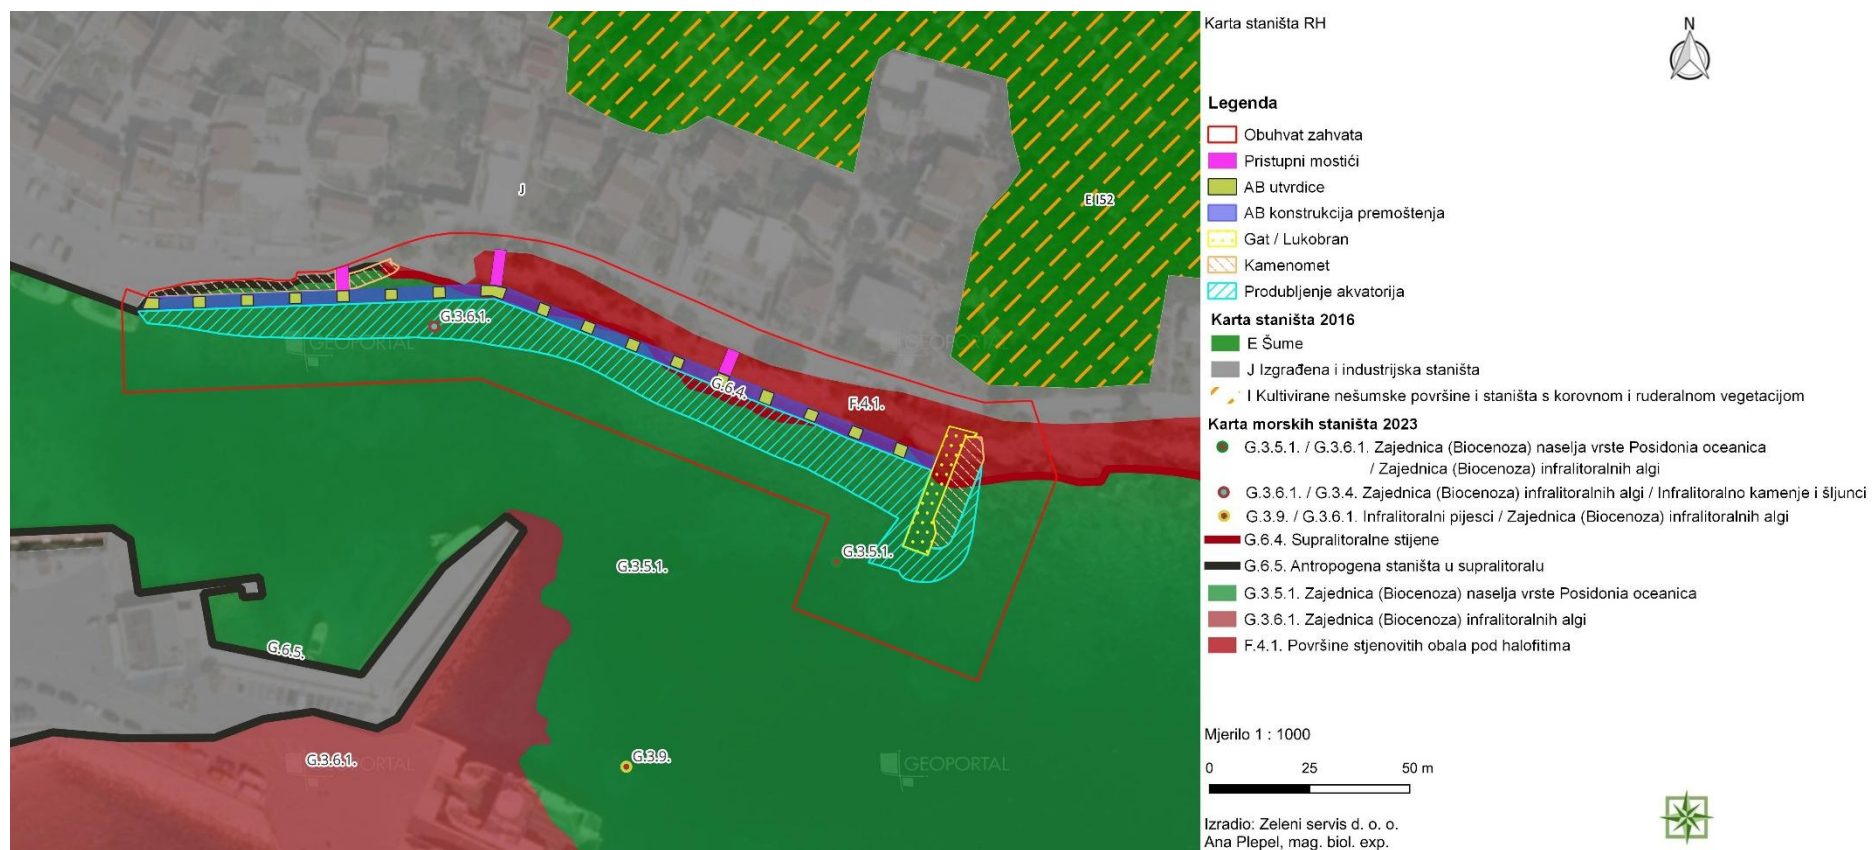 Karta staništa RH
N
Legenda
Obuhvat zahvata
Pristupni mostići
AB utvrdice
AB konstrukcija premoštenja
Gat / Lukobran
Kamenomet
Produbljenje akvatorija
Karta staništa 2016
E Šume
J Izgrađena i industrijska staništa
I Kultivirane nešumske površine i staništa s korovnom i ruderalnom vegetacijom
Karta morskih staništa 2023
G.3.5.1. / G.3.6.1. Zajednica (Biocenoza) naselja vrste Posidonia oceanica
/ Zajednica (Biocenoza) infralitoralnih algi
G.3.6.1. / G.3.4. Zajednica (Biocenoza) infralitoralnih algi / Infralitoralno kamenje i šljunci
G.3.9. / G.3.6.1. Infralitoralni pijesci / Zajednica (Biocenoza) infralitoralnih algi
G.6.4. Supralitoralne stijene
G.6.5. Antropogena staništa u supralitoralu
G.3.5.1. Zajednica (Biocenoza) naselja vrste Posidonia oceanica
G.3.6.1. Zajednica (Biocenoza) infralitoralnih algi
F.4.1. Površine stjenovitih obala pod halofitima
Mjerilo 1 : 1000
0 25 50 m
Izradio: Zeleni servis d. o. o.
Ana Plepel, mag. biol. exp.
J
E I52
G.3.6.1.
GEOPORTAL
GEOPORTAL
G.6.4.
F.4.1.
G.3.5.1.
G.3.5.1.
G.6.5.
G.3.6.1.
GEOPORTAL
G.3.9.
GEOPORTAL